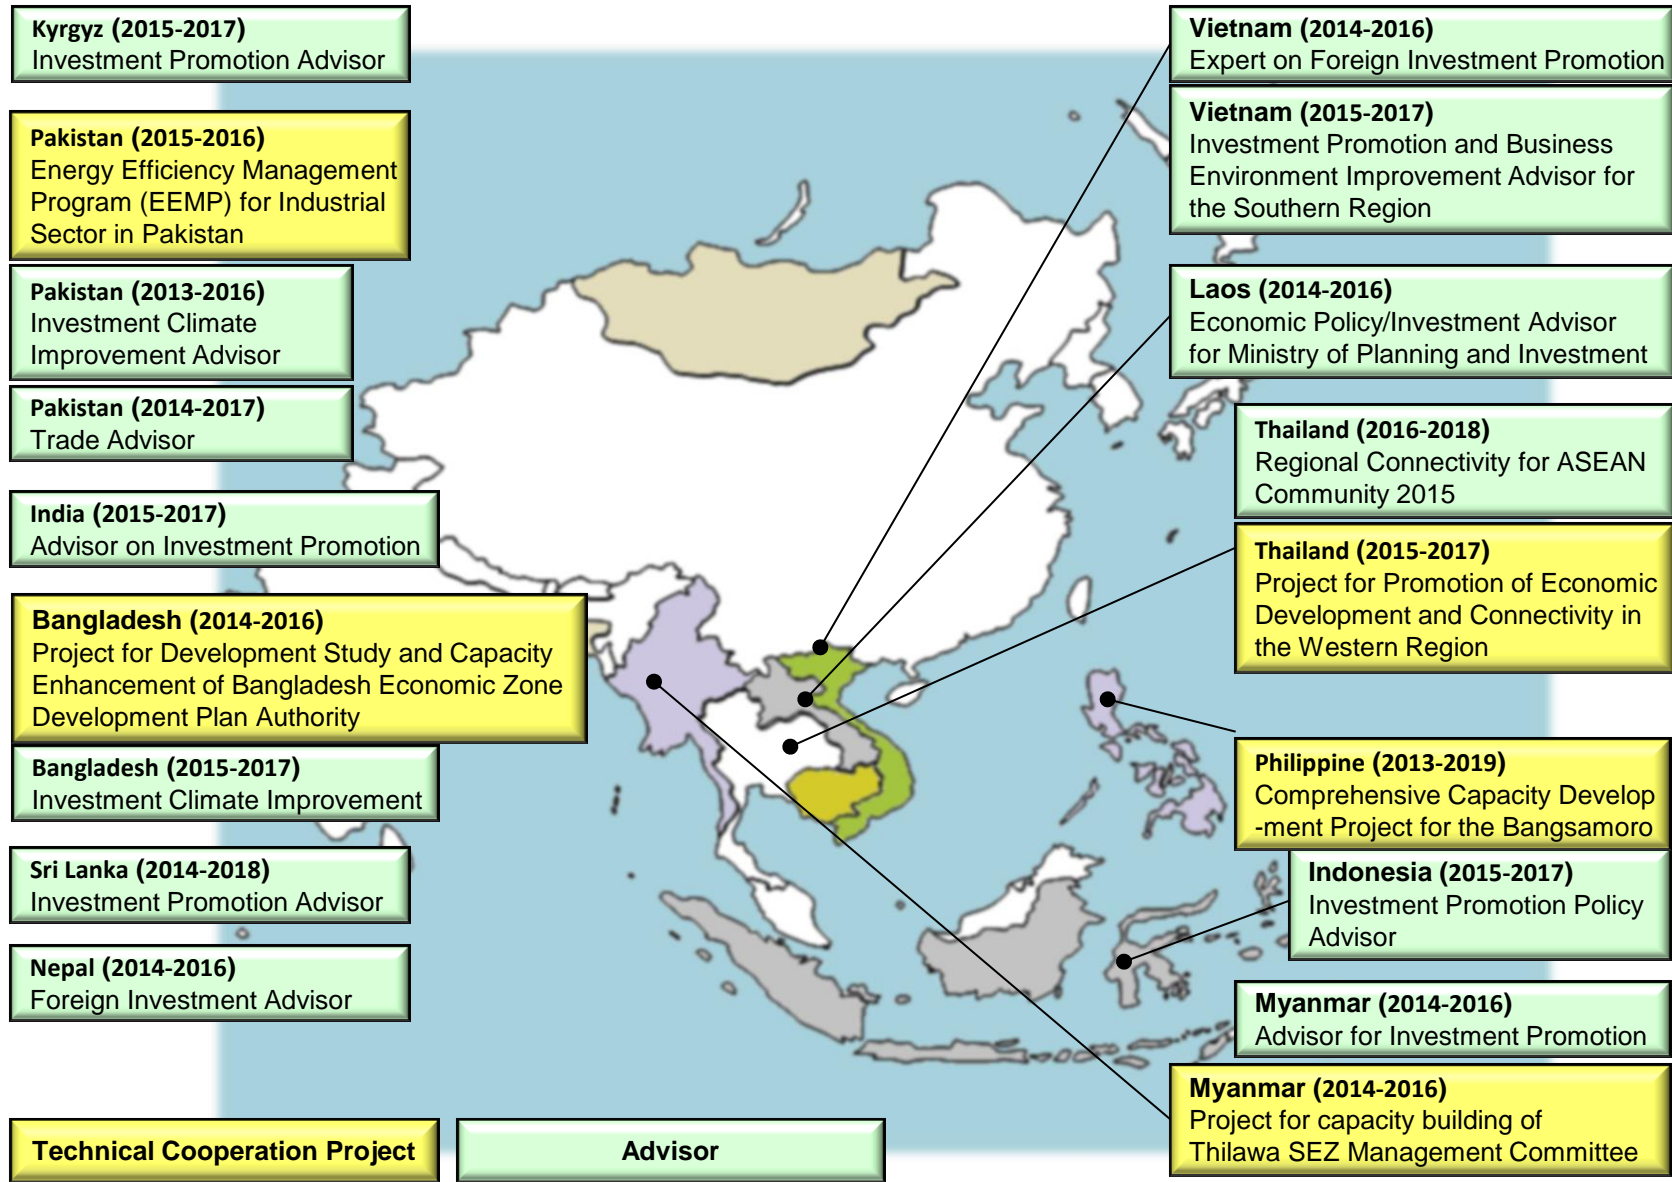 Kyrgyz (2015-2017)
Investment Promotion Advisor
Pakistan (2015-2016)
Energy Efficiency Management
Program (EEMP) for Industrial
Sector in Pakistan
Pakistan (2013-2016)
Investment Climate
Improvement Advisor
Pakistan (2014-2017)
Trade Advisor
India (2015-2017)
Advisor on Investment Promotion
Bangladesh (2014-2016)
Project for Development Study and Capacity
Enhancement of Bangladesh Economic Zone
Development Plan Authority
Bangladesh (2015-2017)
Investment Climate Improvement
Sri Lanka (2014-2018)
Investment Promotion Advisor
Nepal (2014-2016)
Foreign Investment Advisor
Technical Cooperation Project
Advisor
Vietnam (2014-2016)
Expert on Foreign Investment Promotion
Vietnam (2015-2017)
Investment Promotion and Business
Environment Improvement Advisor for
the Southern Region
Laos (2014-2016)
Economic Policy/Investment Advisor
for Ministry of Planning and Investment
Thailand (2016-2018)
Regional Connectivity for ASEAN
Community 2015
Thailand (2015-2017)
Project for Promotion of Economic
Development and Connectivity in
the Western Region
Philippine (2013-2019)
Comprehensive Capacity Develop
-ment Project for the Bangsamoro
Indonesia (2015-2017)
Investment Promotion Policy
Advisor
Myanmar (2014-2016)
Advisor for Investment Promotion
Myanmar (2014-2016)
Project for capacity building of
Thilawa SEZ Management Committee